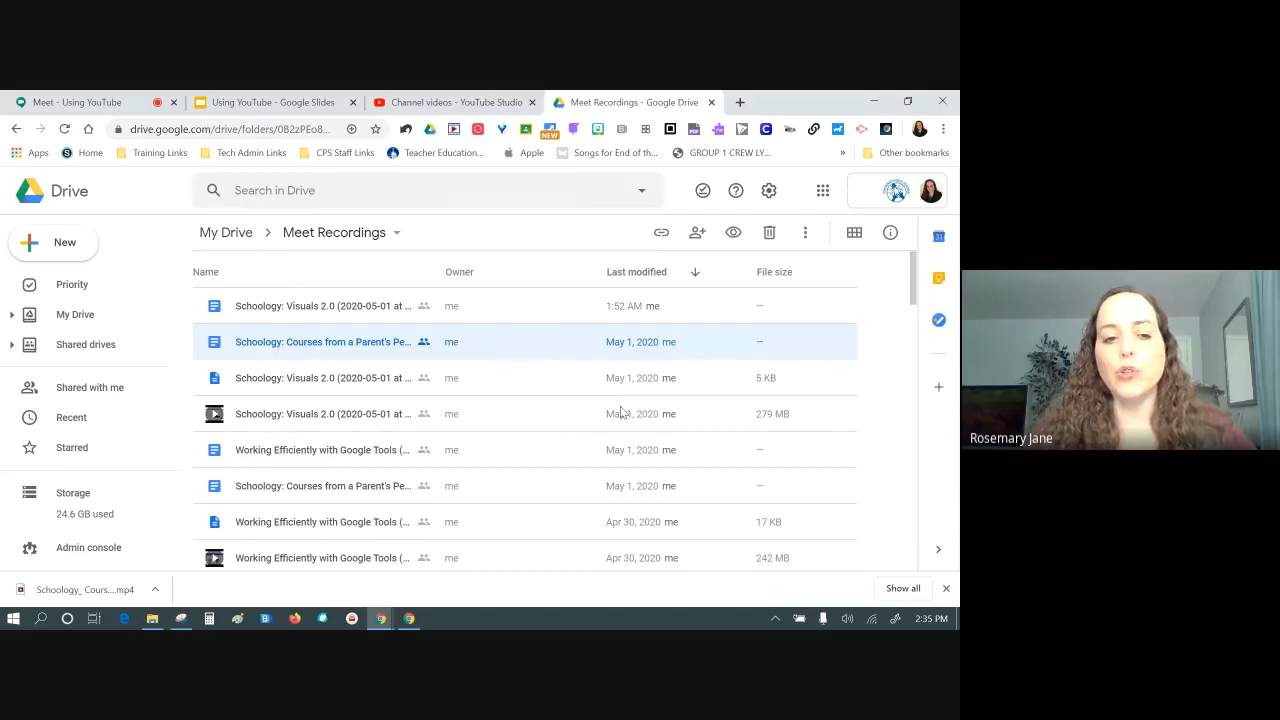 Meet - Using YouTube
Using YouTube - Google Slides
Channel videos - YouTube Studio
Meet Recordings - Google Drive
drive.google.com/drive/folders/0B2zPEo8...
NEW
Apps
Home
Training Links
Tech Admin Links
CPS Staff Links
Teacher Education...
Apple
Songs for End of th...
GROUP 1 CREW LY...
»
Other bookmarks
Drive
Search in Drive
New
My Drive > Meet Recordings
Priority
My Drive
Shared drives
Shared with me
Recent
Starred
Storage
24.6 GB used
Admin console
Name Owner Last modified File size
Schoology: Visuals 2.0 (2020-05-01 at ... me 1:52 AM me –
Schoology: Courses from a Parent's Pe... me May 1, 2020 me –
Schoology: Visuals 2.0 (2020-05-01 at ... me May 1, 2020 me 5 KB
Schoology: Visuals 2.0 (2020-05-01 at ... me 2020 me 279 MB
Working Efficiently with Google Tools (... me May 1, 2020 me –
Schoology: Courses from a Parent's Pe... me May 1, 2020 me –
Working Efficiently with Google Tools (... me Apr 30, 2020 me 17 KB
Working Efficiently with Google Tools (... me Apr 30, 2020 me 242 MB
31
Rosemary Jane
Schoology_ Cours....mp4
Show all
2:35 PM